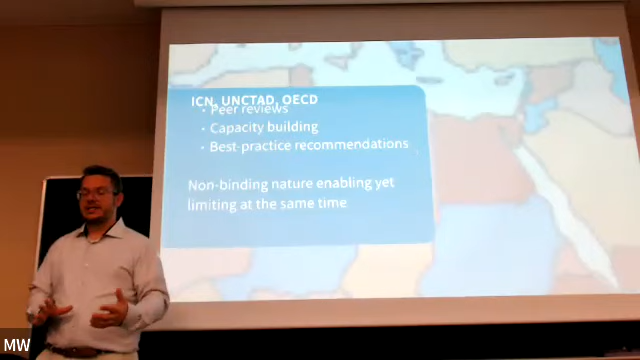 ICN, UNCTAD, OECD
• Peer reviews
• Capacity building
• Best-practice recommendations
Non-binding nature enabling yet
limiting at the same time
MW